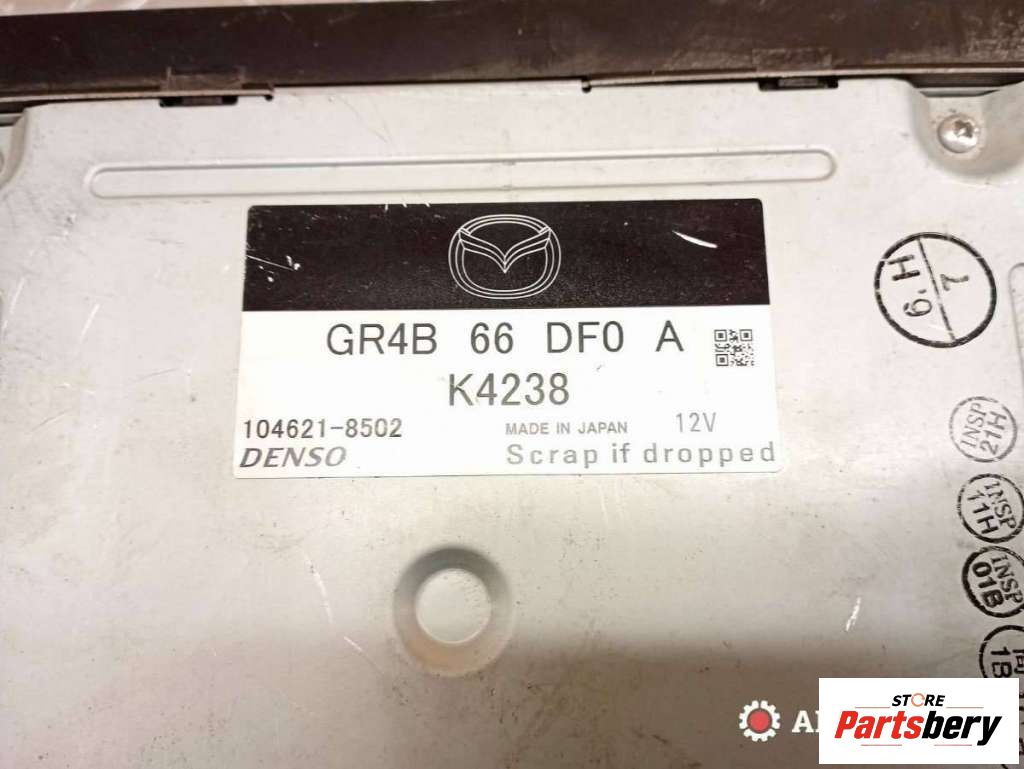 GR4B 66 DF0 A
K4238
104621-8502
MADE IN JAPAN 12V
DENSO
Scrap if dropped
H.9
7
INSP
21H
INSP
11H
INSP
01B
1B
STORE
Partsbery